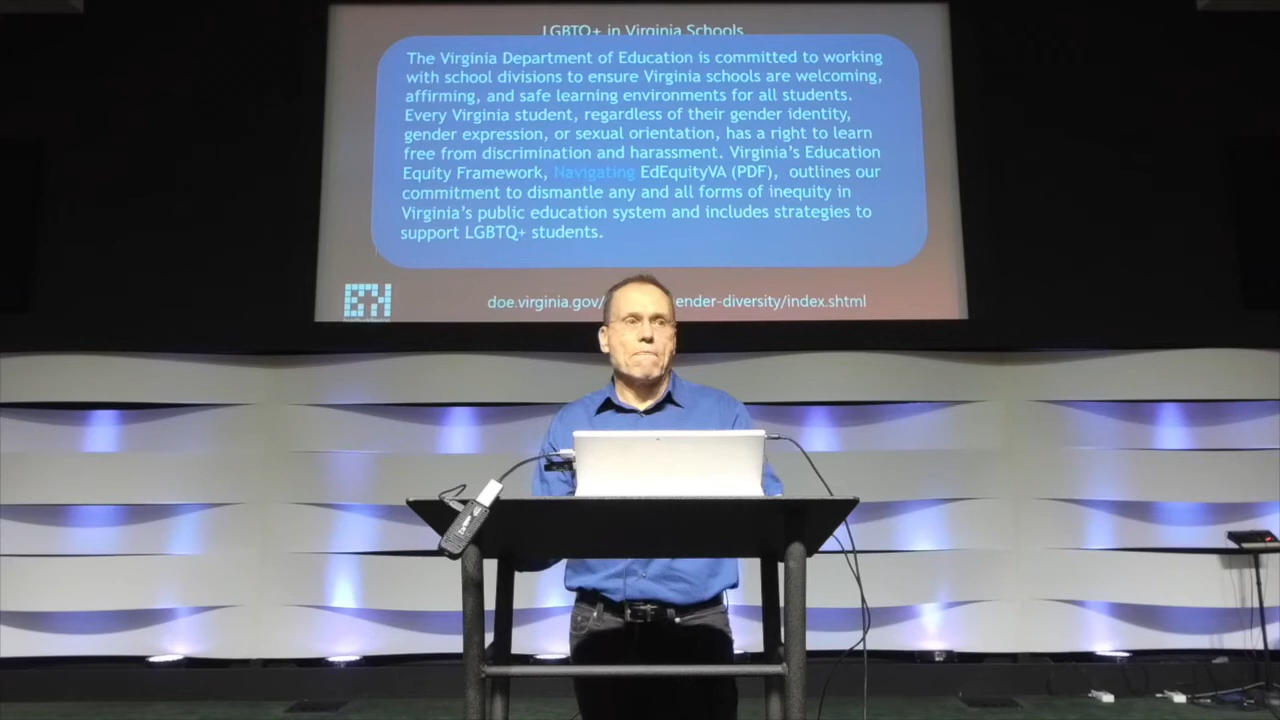 LGBTQ+ in Virginia Schools
The Virginia Department of Education is committed to working
with school divisions to ensure Virginia schools are welcoming,
affirming, and safe learning environments for all students.
Every Virginia student, regardless of their gender identity,
gender expression, or sexual orientation, has a right to learn
free from discrimination and harassment. Virginia's Education
Equity Framework, Navigating EdEquityVA (PDF), outlines our
commitment to dismantle any and all forms of inequity in
Virginia's public education system and includes strategies to
support LGBTQ+ students.
doe.virginia.gov/ ender-diversity/index.shtml